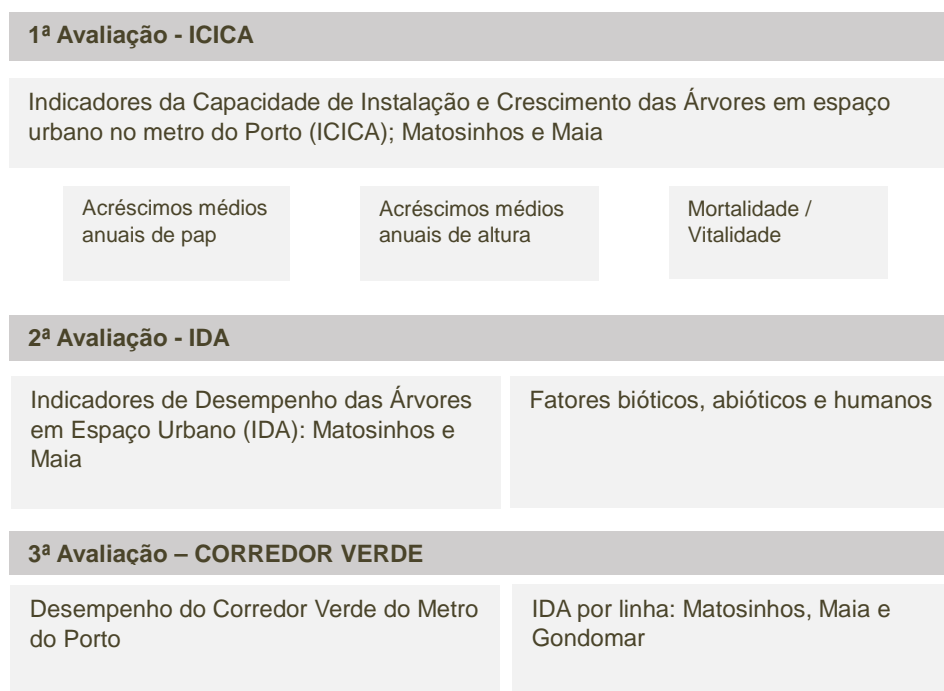 1ª Avaliação - ICICA
Indicadores da Capacidade de Instalação e Crescimento das Árvores em espaço
urbano no metro do Porto (ICICA); Matosinhos e Maia
Acréscimos médios
anuais de pap
Acréscimos médios
anuais de altura
Mortalidade /
Vitalidade
2ª Avaliação - IDA
Indicadores de Desempenho das Árvores
em Espaço Urbano (IDA): Matosinhos e
Maia
Fatores bióticos, abióticos e humanos
3ª Avaliação – CORREDOR VERDE
Desempenho do Corredor Verde do Metro
do Porto
IDA por linha: Matosinhos, Maia e
Gondomar